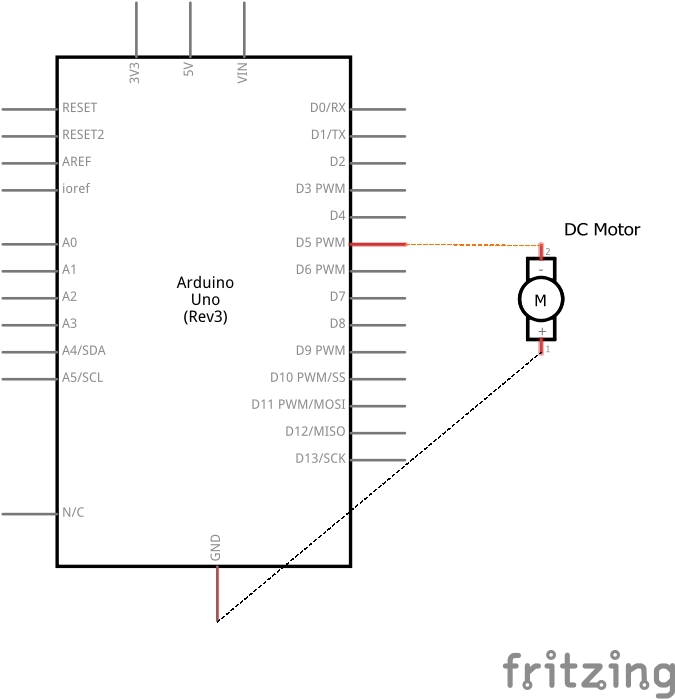 3V3
5V
VIN
RESET
RESET2
AREF
ioref
A0
A1
A2
A3
A4/SDA
A5/SCL
N/C
Arduino
Uno
(Rev3)
D0/RX
D1/TX
D2
D3 PWM
D4
D5 PWM
D6 PWM
D7
D8
D9 PWM
D10 PWM/SS
D11 PWM/MOSI
D12/MISO
D13/SCK
GND
DC Motor
2
-
M
+
1
fritzing